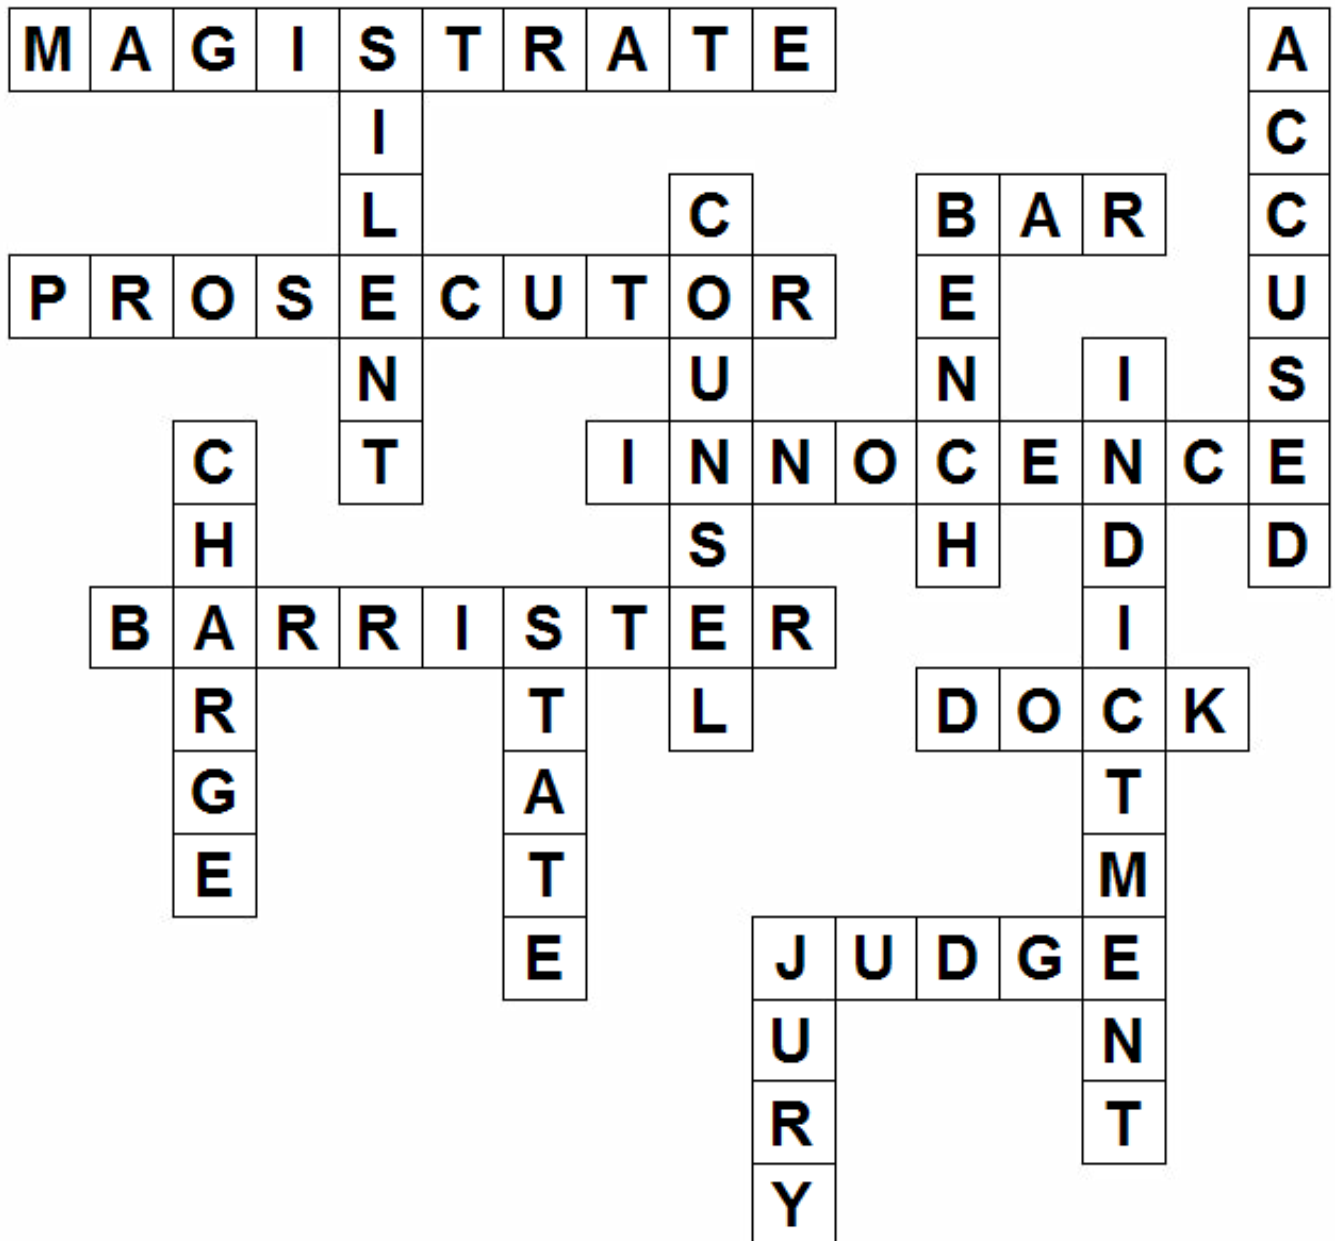 MAGISTRATE
ACCUSED
SILENT
COUNSEL
BAR
BENCH
PROSECUTOR
INDICTMENT
CHARGE
INNOCENCE
BARRISTER
STATE
DOCK
JUDGE
JURY